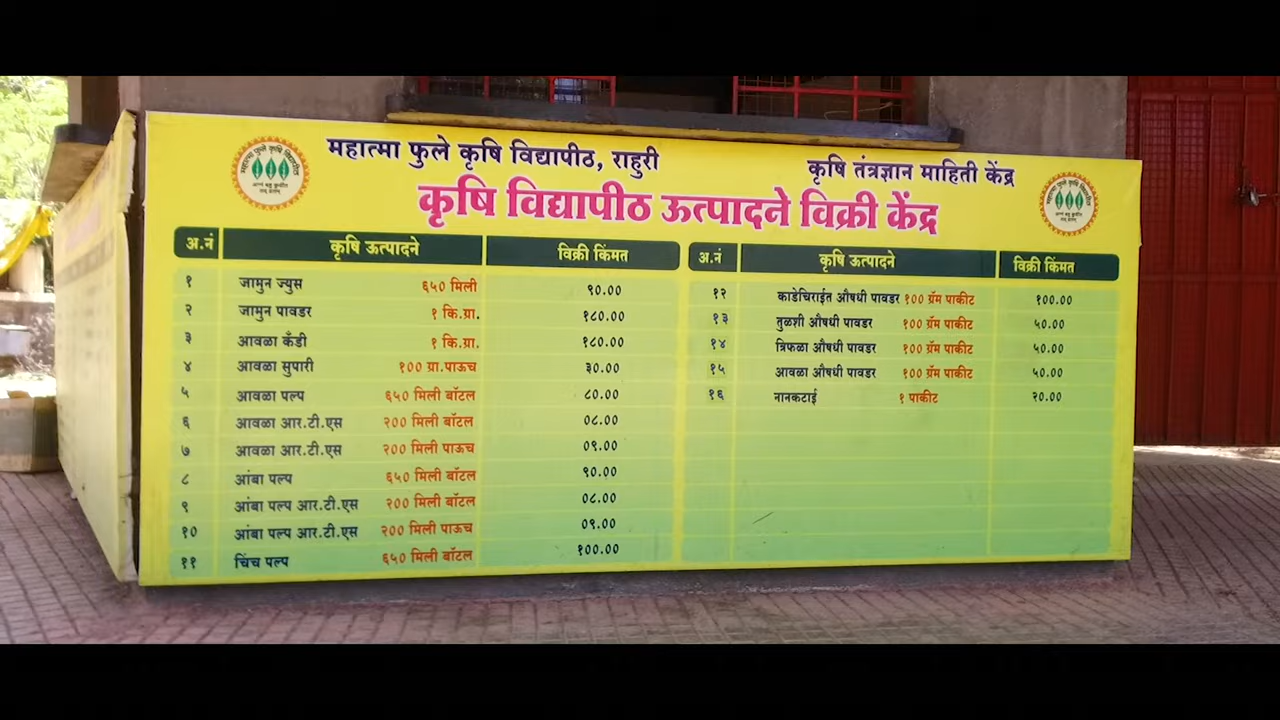 महात्मा फुले कृषि विद्यापीठ, राहुरी
कृषि तंत्रज्ञान माहिती केंद्र
कृषि विद्यापीठ ऊत्पादने विक्री केंद्र
अ.नं कृषि ऊत्पादने विक्री किंमत
१ जामुन ज्युस ६५० मिली ९०.००
२ जामुन पावडर १ कि.ग्रा. १८०.००
३ आवळा कँडी १ कि.ग्रा. १८०.००
४ आवळा सुपारी १०० ग्रा.पाऊच ३०.००
५ आवळा पल्प ६५० मिली बॉटल ८०.००
६ आवळा आर.टी.एस २०० मिली बॉटल ०८.००
७ आवळा आर.टी.एस २०० मिली पाऊच ०९.००
८ आंबा पल्प ६५० मिली बॉटल ९०.००
९ आंबा पल्प आर.टी.एस २०० मिली बॉटल ०८.००
१० आंबा पल्प आर.टी.एस २०० मिली पाऊच ०९.००
११ चिंच पल्प ६५० मिली बॉटल १००.००
अ.नं कृषि ऊत्पादने विक्री किंमत
१२ काडेचिराईत औषधी पावडर १०० ग्रॅम पाकीट १००.००
१३ तुळशी औषधी पावडर १०० ग्रॅम पाकीट ५०.००
१४ त्रिफळा औषधी पावडर १०० ग्रॅम पाकीट ५०.००
१५ आवळा औषधी पावडर १०० ग्रॅम पाकीट ५०.००
१६ नानकटाई १ पाकीट २०.००
महात्मा फुले कृषि विद्यापीठ
महात्मा फुले कृषि विद्यापीठ